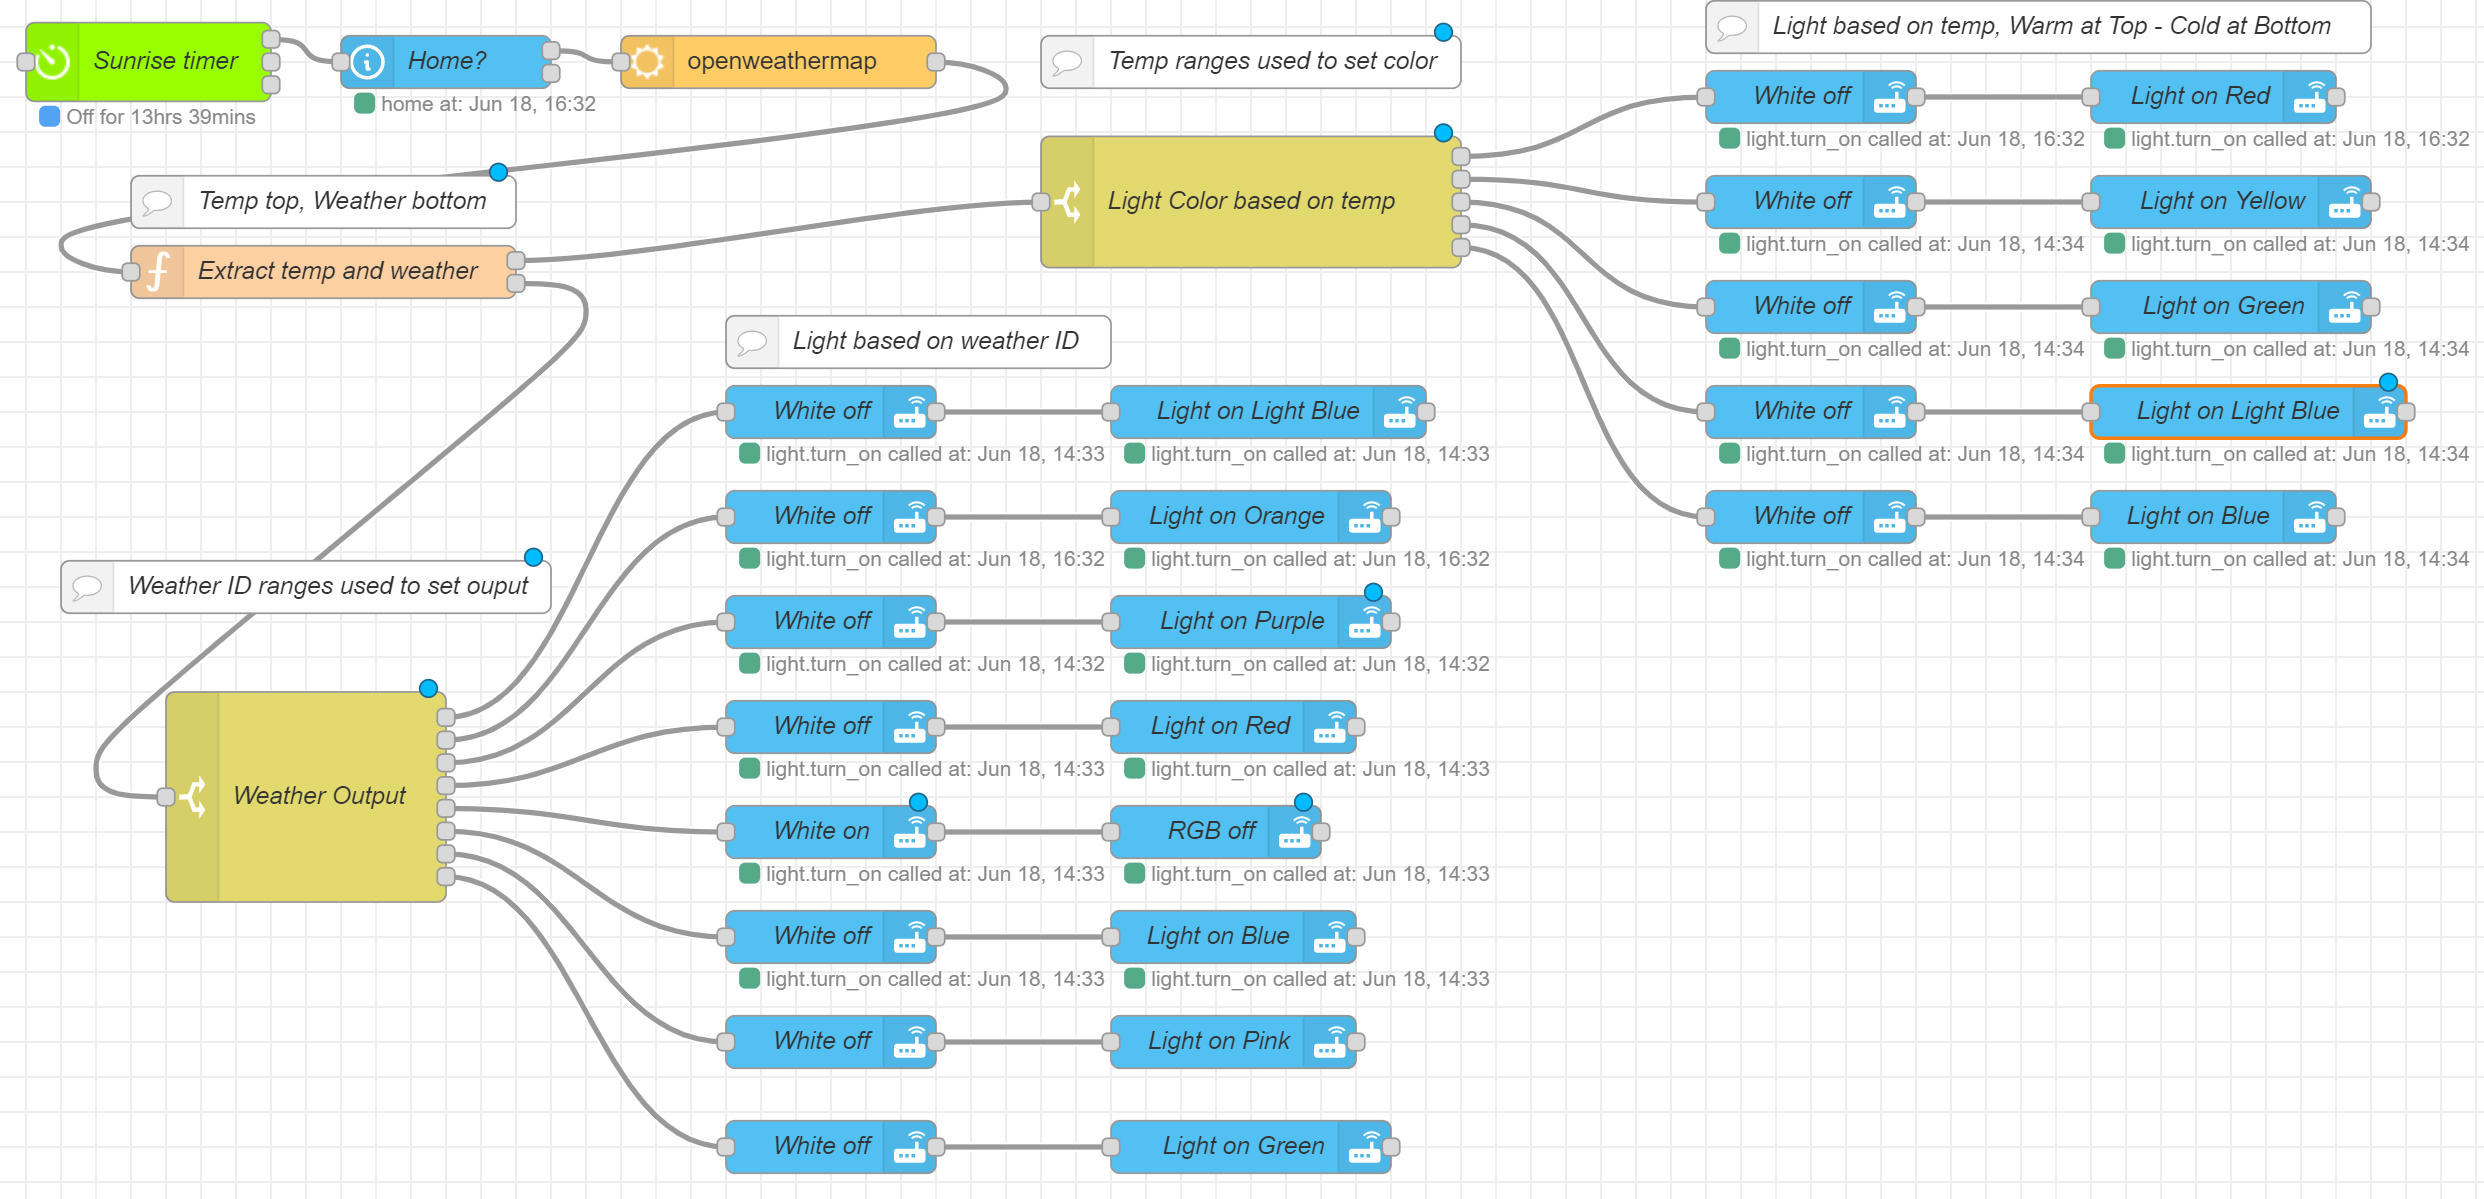 Sunrise timer
Off for 13hrs 39mins
Home?
home at: Jun 18, 16:32
openweathermap
Temp top, Weather bottom
Extract temp and weather
Temp ranges used to set color
Light Color based on temp
Light based on temp, Warm at Top - Cold at Bottom
White off
light.turn_on called at: Jun 18, 16:32
Light on Red
light.turn_on called at: Jun 18, 16:32
White off
light.turn_on called at: Jun 18, 14:34
Light on Yellow
light.turn_on called at: Jun 18, 14:34
White off
light.turn_on called at: Jun 18, 14:34
Light on Green
light.turn_on called at: Jun 18, 14:34
White off
light.turn_on called at: Jun 18, 14:34
Light on Light Blue
light.turn_on called at: Jun 18, 14:34
White off
light.turn_on called at: Jun 18, 14:34
Light on Blue
light.turn_on called at: Jun 18, 14:34
Weather ID ranges used to set ouput
Weather Output
Light based on weather ID
White off
light.turn_on called at: Jun 18, 14:33
Light on Light Blue
light.turn_on called at: Jun 18, 14:33
White off
light.turn_on called at: Jun 18, 16:32
Light on Orange
light.turn_on called at: Jun 18, 16:32
White off
light.turn_on called at: Jun 18, 14:32
Light on Purple
light.turn_on called at: Jun 18, 14:32
White off
light.turn_on called at: Jun 18, 14:33
Light on Red
light.turn_on called at: Jun 18, 14:33
White on
light.turn_on called at: Jun 18, 14:33
RGB off
light.turn_on called at: Jun 18, 14:33
White off
light.turn_on called at: Jun 18, 14:33
Light on Blue
light.turn_on called at: Jun 18, 14:33
White off
Light on Pink
White off
Light on Green